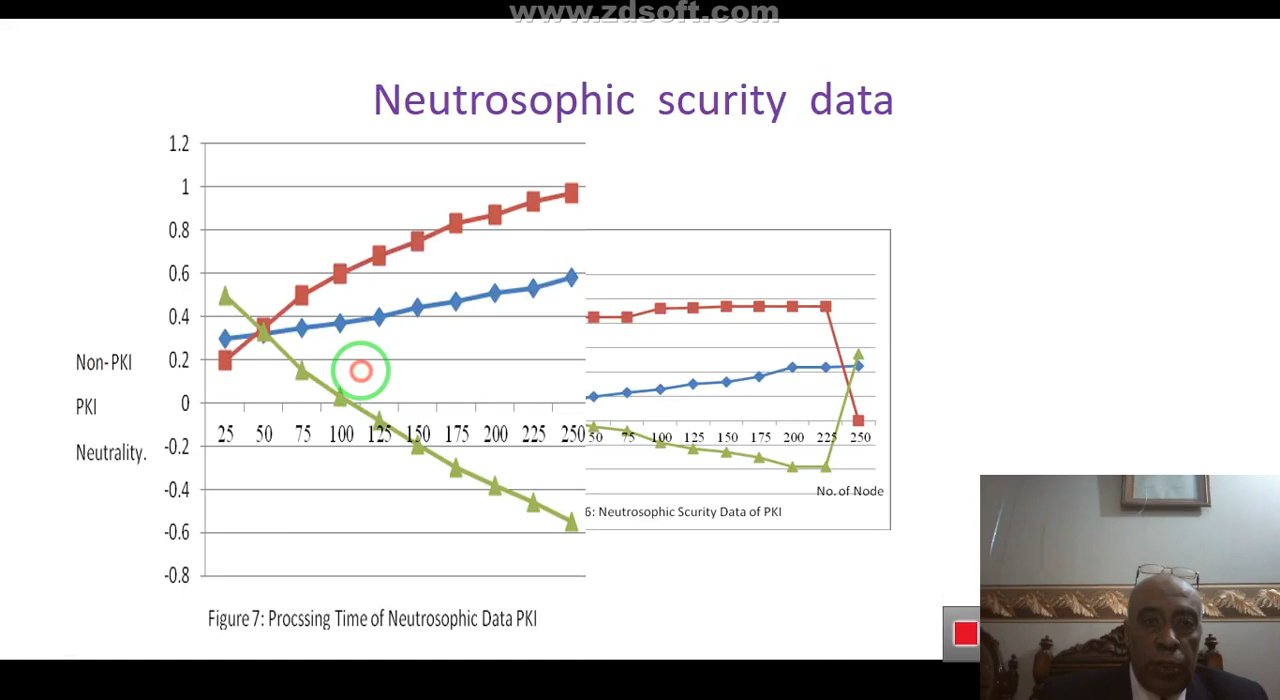 www.zdsoft.com
Neutrosophic scurity data
1.2
1
0.8
0.6
0.4
0.2
0
-0.2
-0.4
-0.6
-0.8
Non-PKI
PKI
Neutrality.
25 50 75 100 125 150 175 200 225 250
Figure 7: Procssing Time of Neutrosophic Data PKI
50 75 100 125 150 175 200 225 250
No. of Node
6: Neutrosophic Scurity Data of PKI